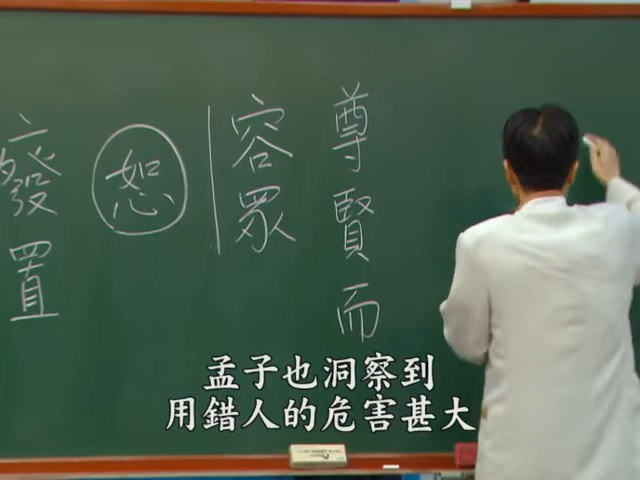 尊賢而
容眾
恕
廢置
孟子也洞察到
用錯人的危害甚大